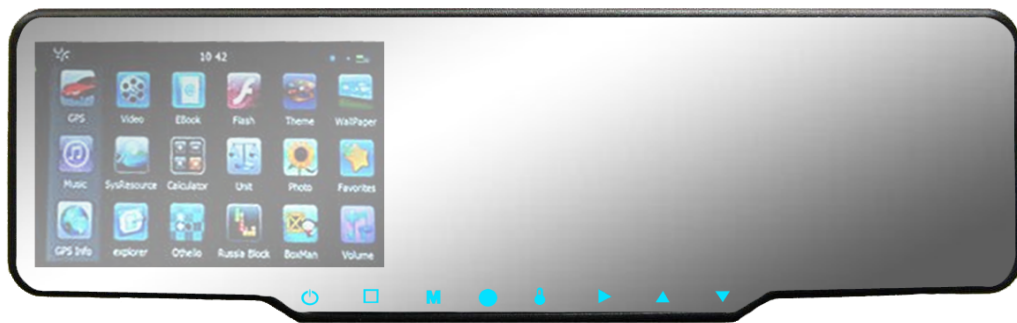 10 42
GPS Video EBook Flash Theme WallPaper
Music SysResource Calculator Unit Photo Favorites
GPS Info explorer Othello Russia Block BoxMan Volume
M